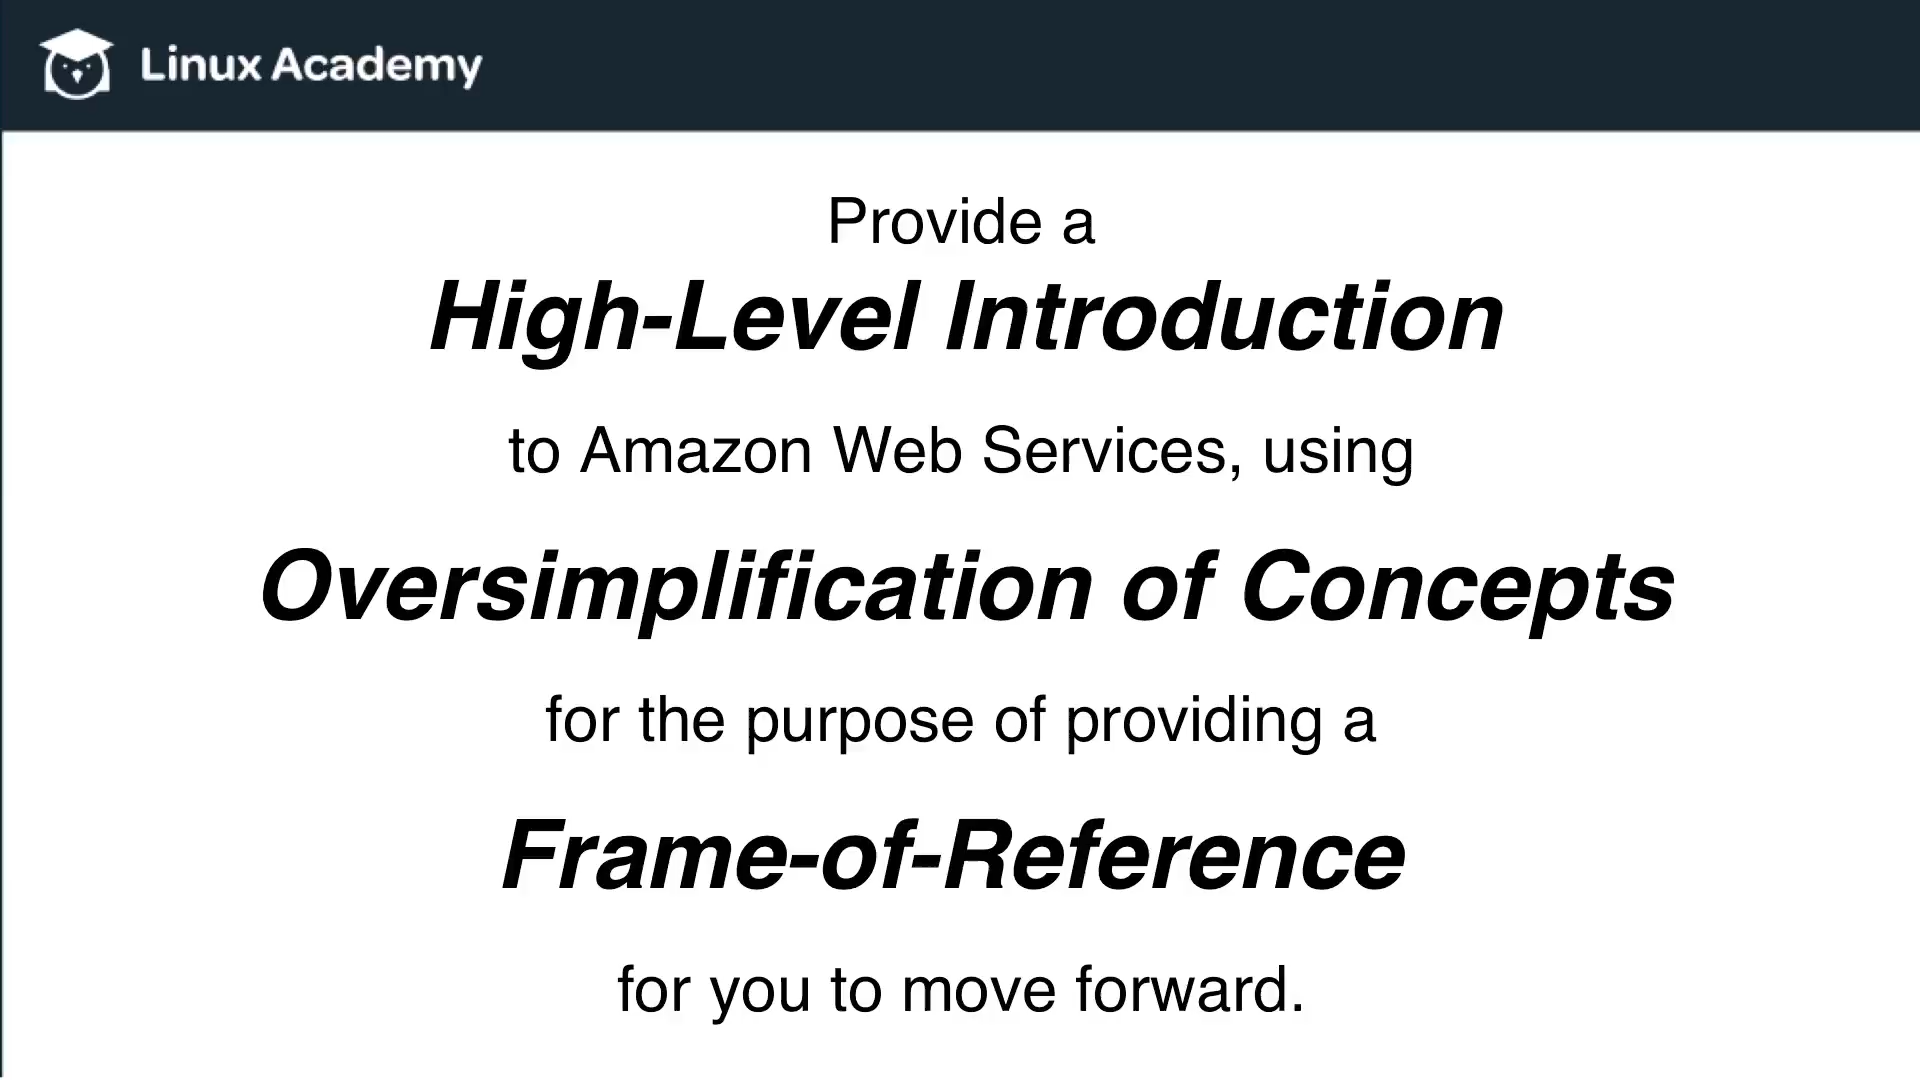 Linux Academy
Provide a
High-Level Introduction
to Amazon Web Services, using
Oversimplification of Concepts
for the purpose of providing a
Frame-of-Reference
for you to move forward.